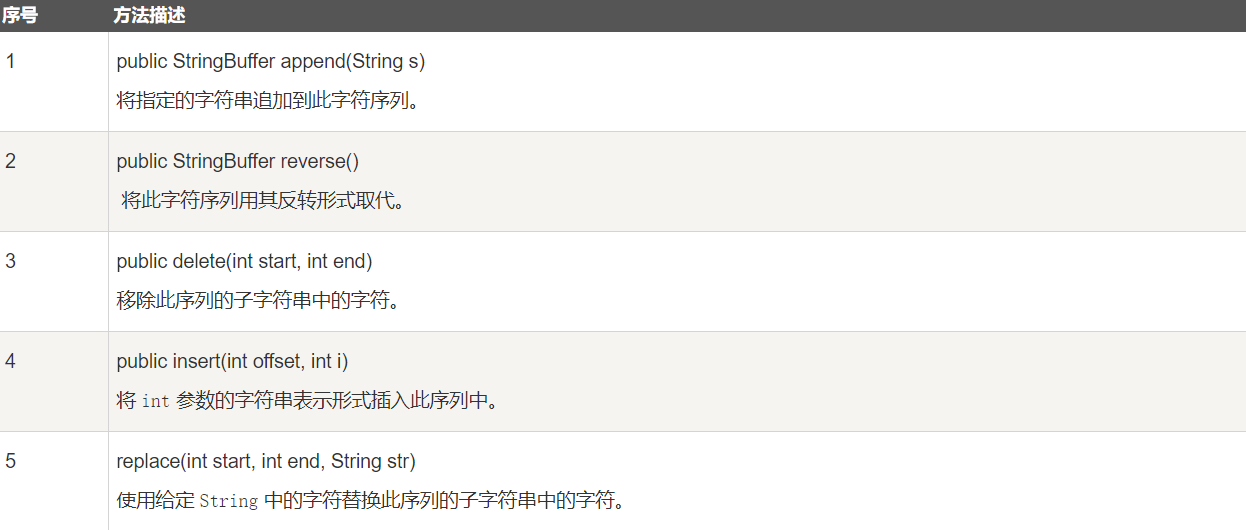 序号 方法描述
1 public StringBuffer append(String s)
将指定的字符串追加到此字符序列。
2 public StringBuffer reverse()
将此字符序列用其反转形式取代。
3 public delete(int start, int end)
移除此序列的子字符串中的字符。
4 public insert(int offset, int i)
将 int 参数的字符串表示形式插入此序列中。
5 replace(int start, int end, String str)
使用给定 String 中的字符替换此序列的子字符串中的字符。